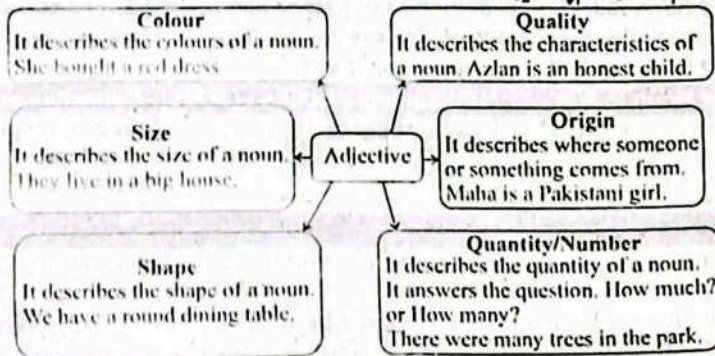 Colour
It describes the colours of a noun.
She bought a red dress
Quality
It describes the characteristics of
a noun. Azlan is an honest child.
Size
It describes the size of a noun.
They live in a big house.
Adjective
Origin
It describes where someone
or something comes from.
Maha is a Pakistani girl.
Shape
It describes the shape of a noun.
We have a round dining table.
Quantity/Number
It describes the quantity of a noun.
It answers the question. How much?
or How many?
There were many trees in the park.